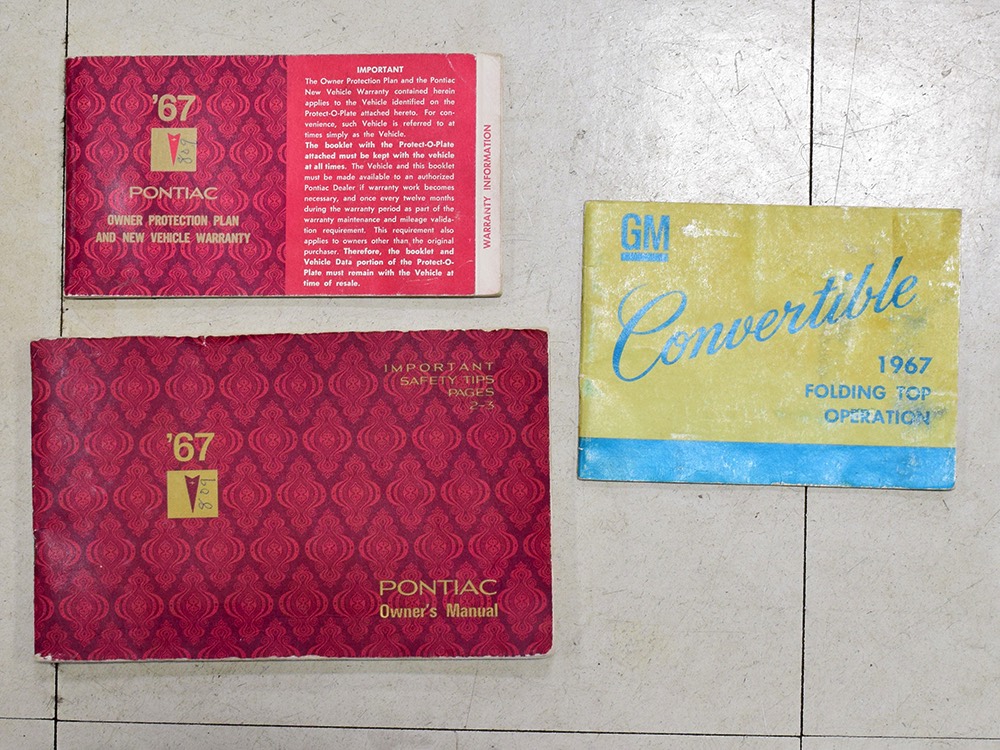 '67
809
PONTIAC
OWNER PROTECTION PLAN
AND NEW VEHICLE WARRANTY
IMPORTANT
The Owner Protection Plan and the Pontiac
New Vehicle Warranty contained herein
applies to the Vehicle identified on the
Protect-O-Plate attached hereto. For con-
venience, such Vehicle is referred to at
times simply as the Vehicle.
The booklet with the Protect-O-Plate
attached must be kept with the vehicle
at all times. The Vehicle and this booklet
must be made available to an authorized
Pontiac Dealer if warranty work becomes
necessary, and once every twelve months
during the warranty period as part of the
warranty maintenance and mileage valida-
tion requirement. This requirement also
applies to owners other than the original
purchaser. Therefore, the booklet and
Vehicle Data portion of the Protect-O-
Plate must remain with the Vehicle at
time of resale.
WARRANTY INFORMATION
GM
Convertible
1967
FOLDING TOP
OPERATION
IMPORTANT
SAFETY TIPS
PAGES
2-3
'67
809
PONTIAC
Owner's Manual